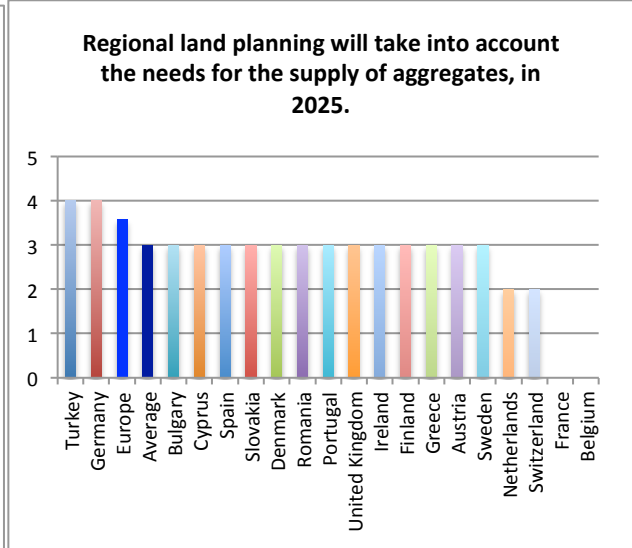 Regional land planning will take into account
the needs for the supply of aggregates, in
2025.
5
4
3
2
1
0
Turkey
Germany
Europe
Average
Bulgary
Cyprus
Spain
Slovakia
Denmark
Romania
Portugal
United Kingdom
Ireland
Finland
Greece
Austria
Sweden
Netherlands
Switzerland
France
Belgium